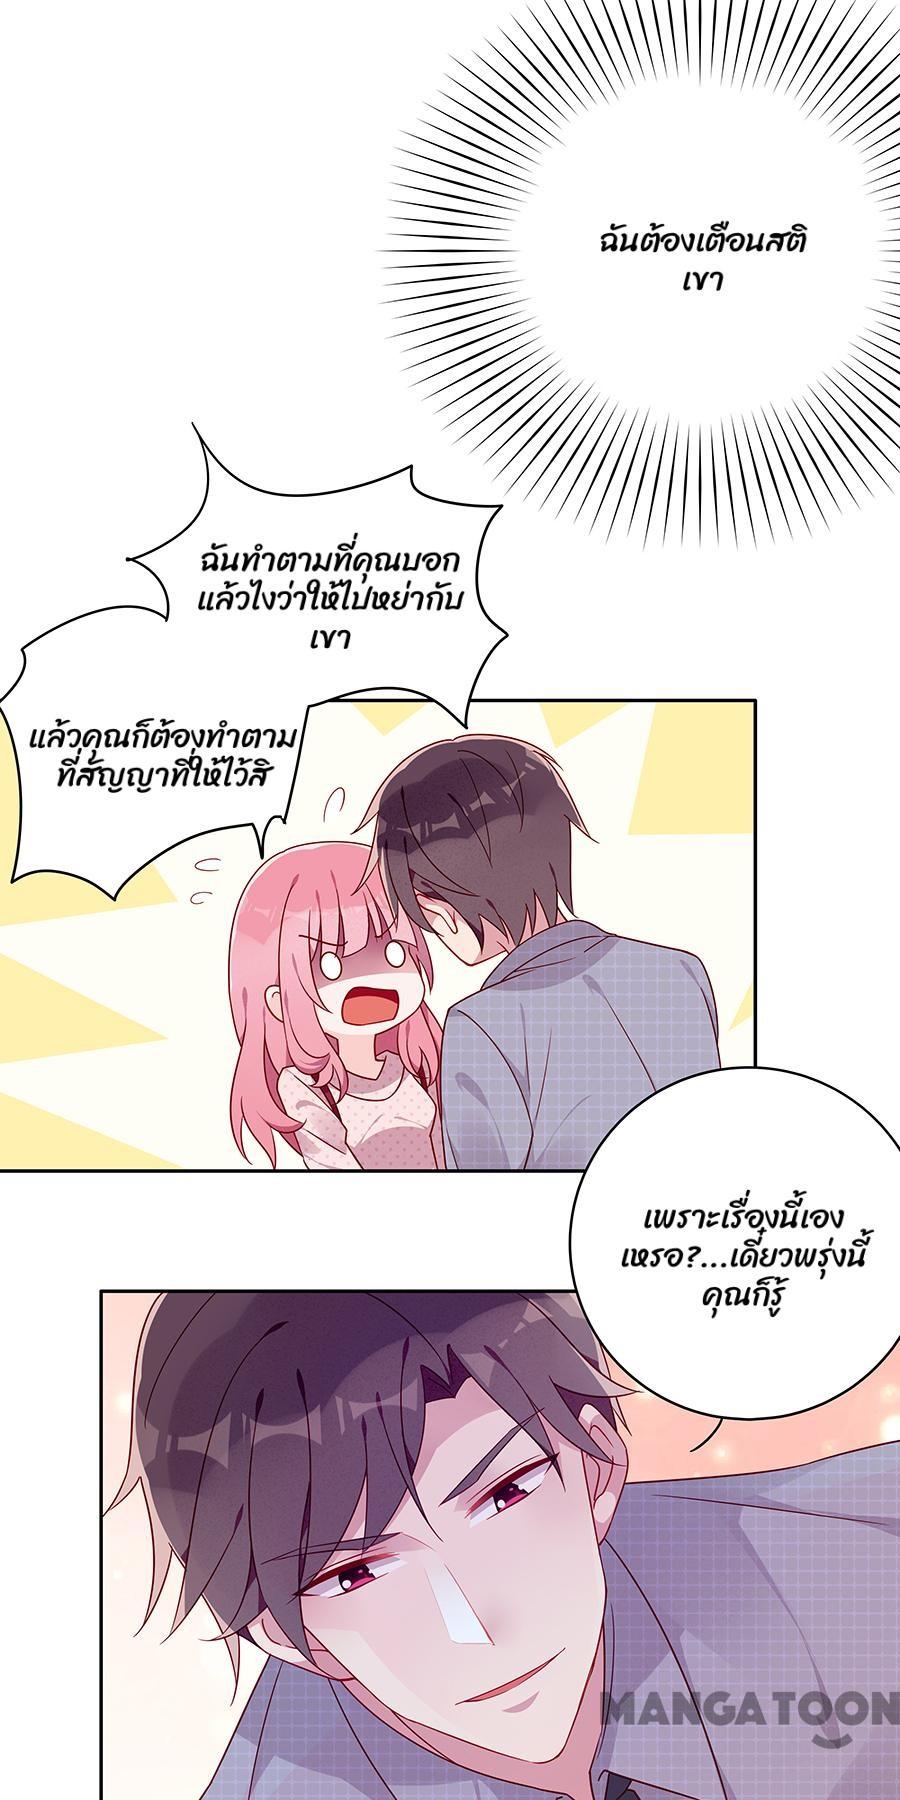 ฉันต้องเตือนสติ
เขา
ฉันทำตามที่คุณบอก
แล้วไงว่าให้ไปหย่ากับ
เขา
แล้วคุณก็ต้องทำตาม
ที่สัญญาที่ให้ไว้สิ
เพราะเรื่องนี้เอง
เหรอ?...เดี๋ยวพรุ่งนี้
คุณก็รู้
MANGATOON